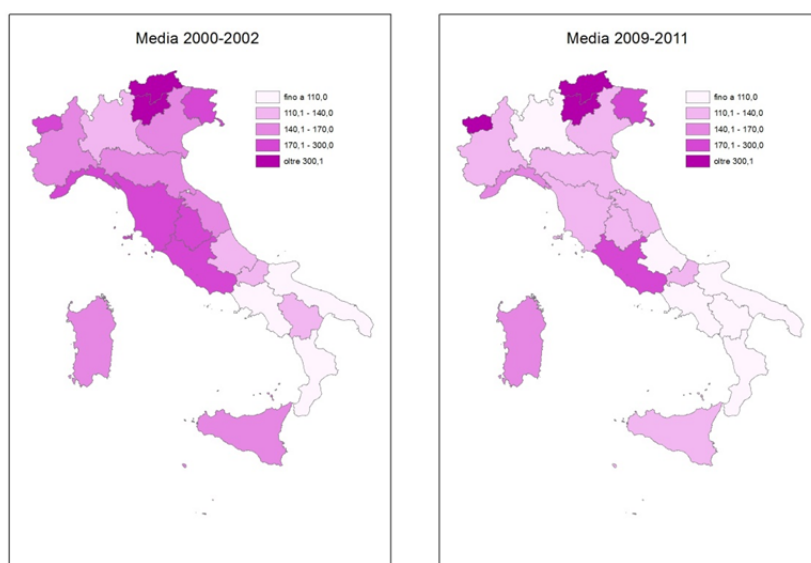 Media 2000-2002
fino a 110,0
110,1 - 140,0
140,1 - 170,0
170,1 - 300,0
oltre 300,1
Media 2009-2011
fino a 110,0
110,1 - 140,0
140,1 - 170,0
170,1 - 300,0
oltre 300,1